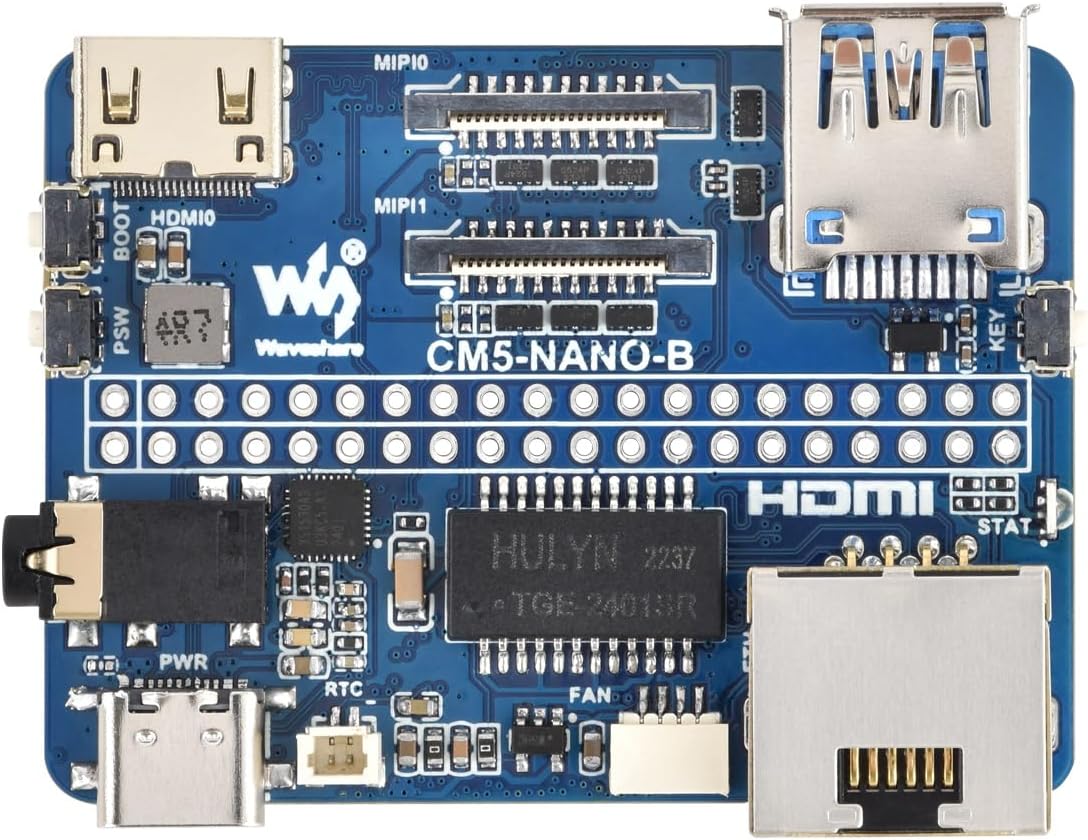 MIPI0
HDMI0
MIPI1
BOOT
PSW
4R7
®
Waveshare
CM5-NANO-B
KEY
HDMI
STAT
HULYN 2237
TGE-2401SR
PWR
RTC
FAN